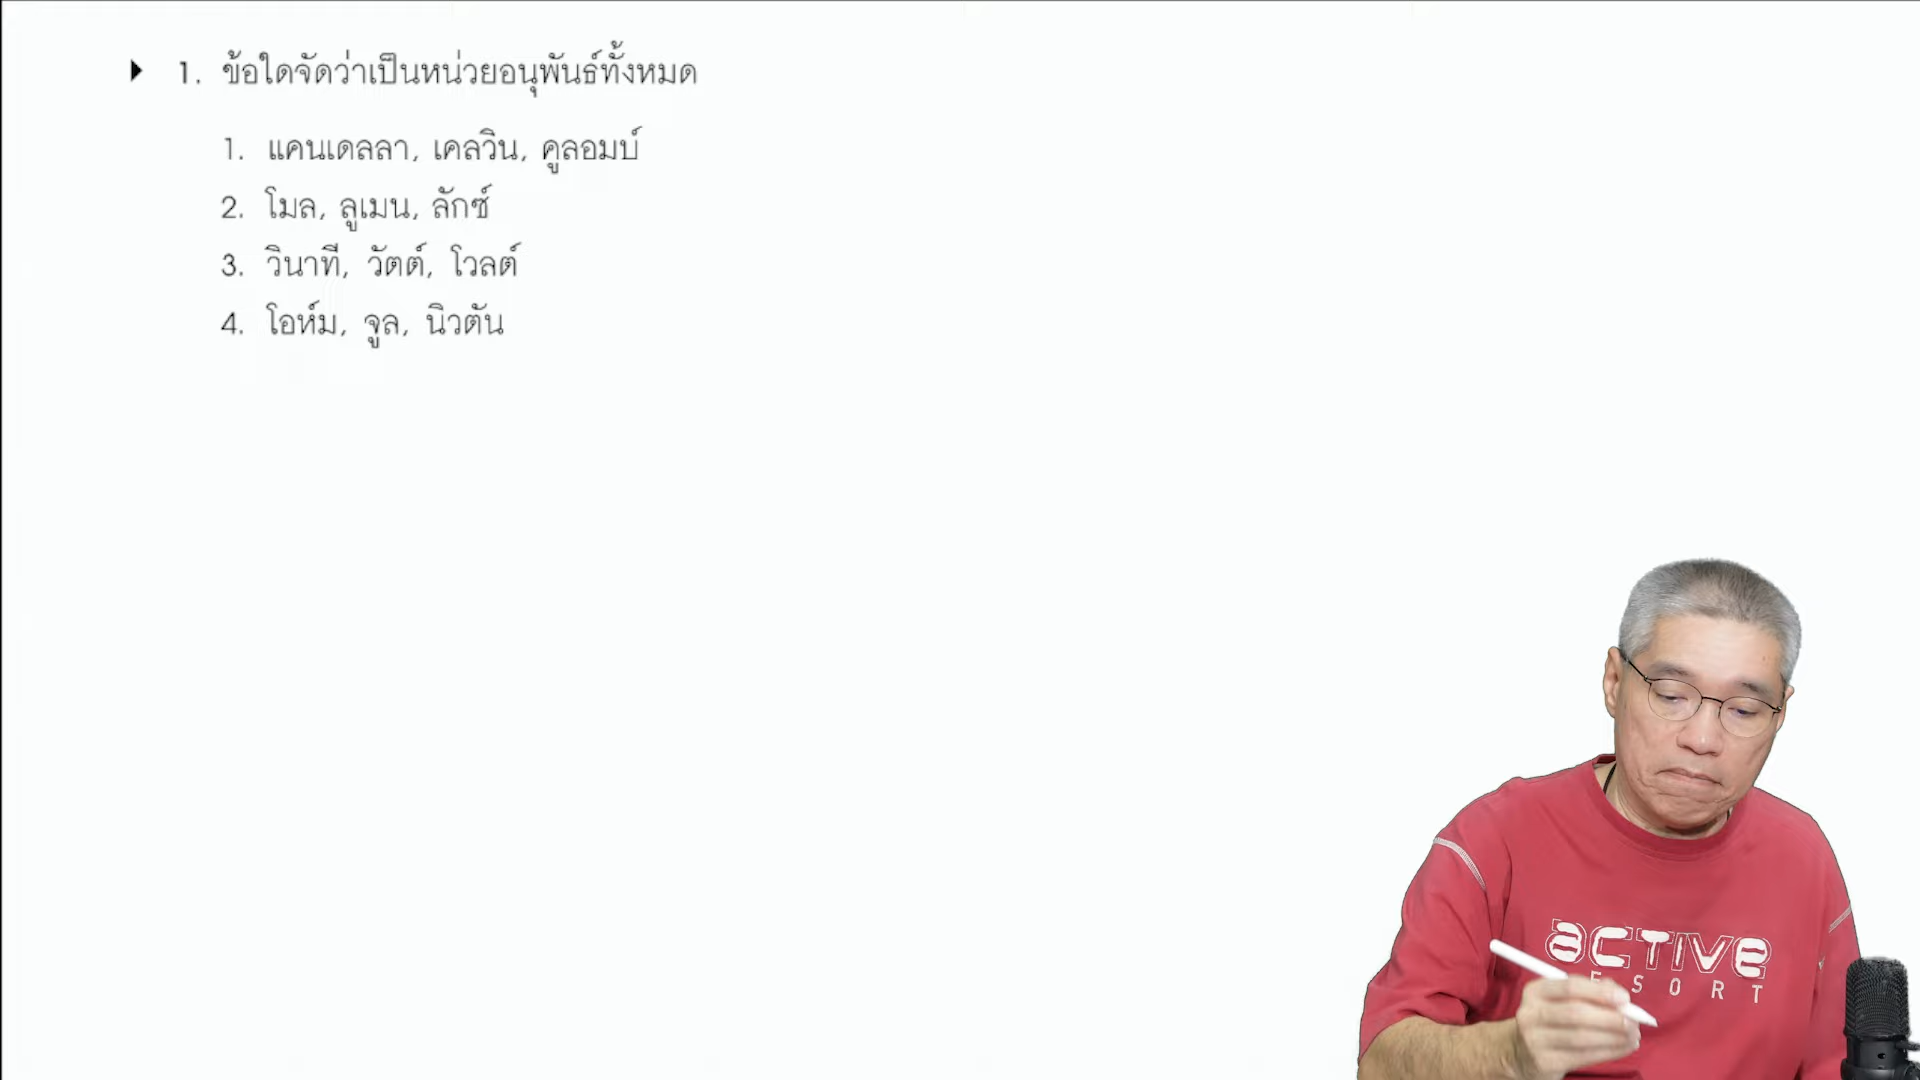 1. ข้อใดจัดว่าเป็นหน่วยอนุพันธ์ทั้งหมด
1. แคนเดลลา, เคลวิน, คูลอมบ์
2. โมล, ลูเมน, ลักซ์
3. วินาที, วัตต์, โวลต์
4. โอห์ม, จูล, นิวตัน
active
ESORT